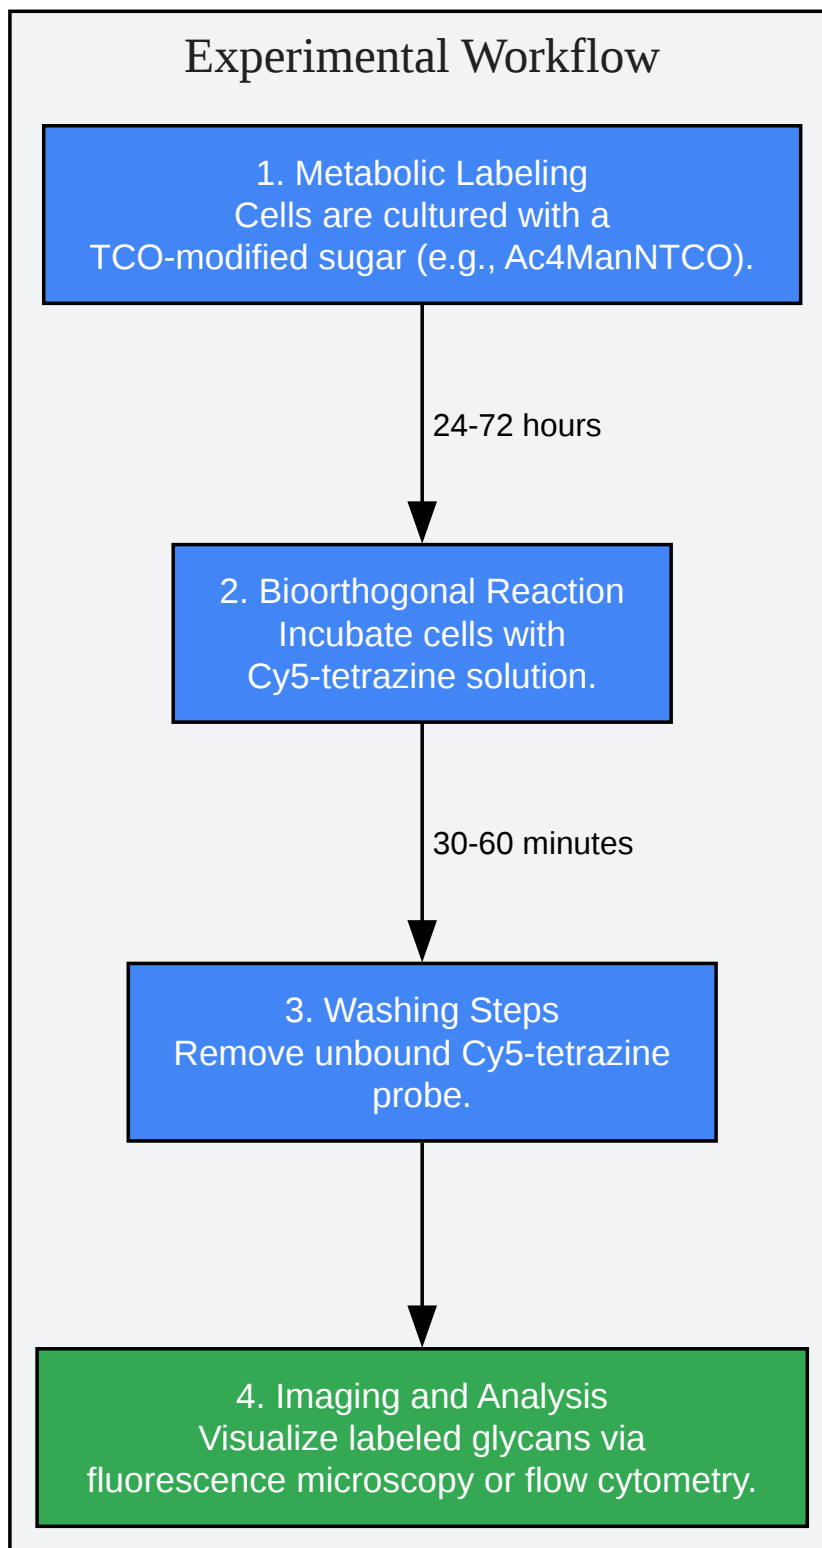 Experimental Workflow
1. Metabolic Labeling
Cells are cultured with a
TCO-modified sugar (e.g., Ac4ManNTCO).
24-72 hours
2. Bioorthogonal Reaction
Incubate cells with
Cy5-tetrazine solution.
30-60 minutes
3. Washing Steps
Remove unbound Cy5-tetrazine
probe.
4. Imaging and Analysis
Visualize labeled glycans via
fluorescence microscopy or flow cytometry.